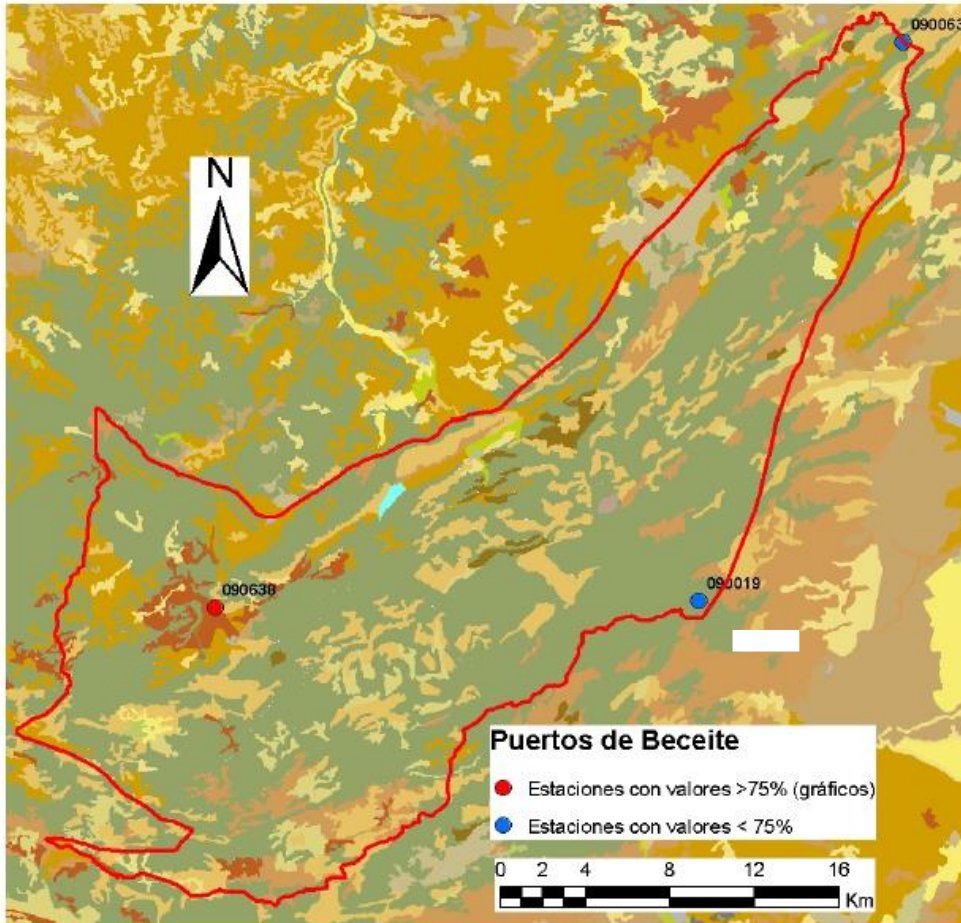 090063
N
090638
090019
Puertos de Beceite
Estaciones con valores >75% (gráficos)
Estaciones con valores < 75%
0 2 4 8 12 16
Km